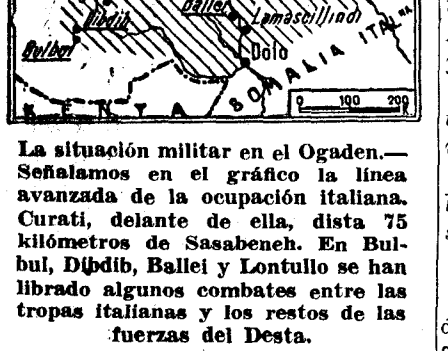 Ballei
Dibdib
Lamascillindi
Bulbul
Dolo
SOMALIA ITAL.NA
KENYA
0 100 200
La situación militar en el Ogaden.—
Señalamos en el gráfico la línea
avanzada de la ocupación italiana.
Curati, delante de ella, dista 75
kilómetros de Sasabeneh. En Bul-
bul, Dibdib, Ballei y Lontullo se han
librado algunos combates entre las
tropas italianas y los restos de las
fuerzas del Desta.